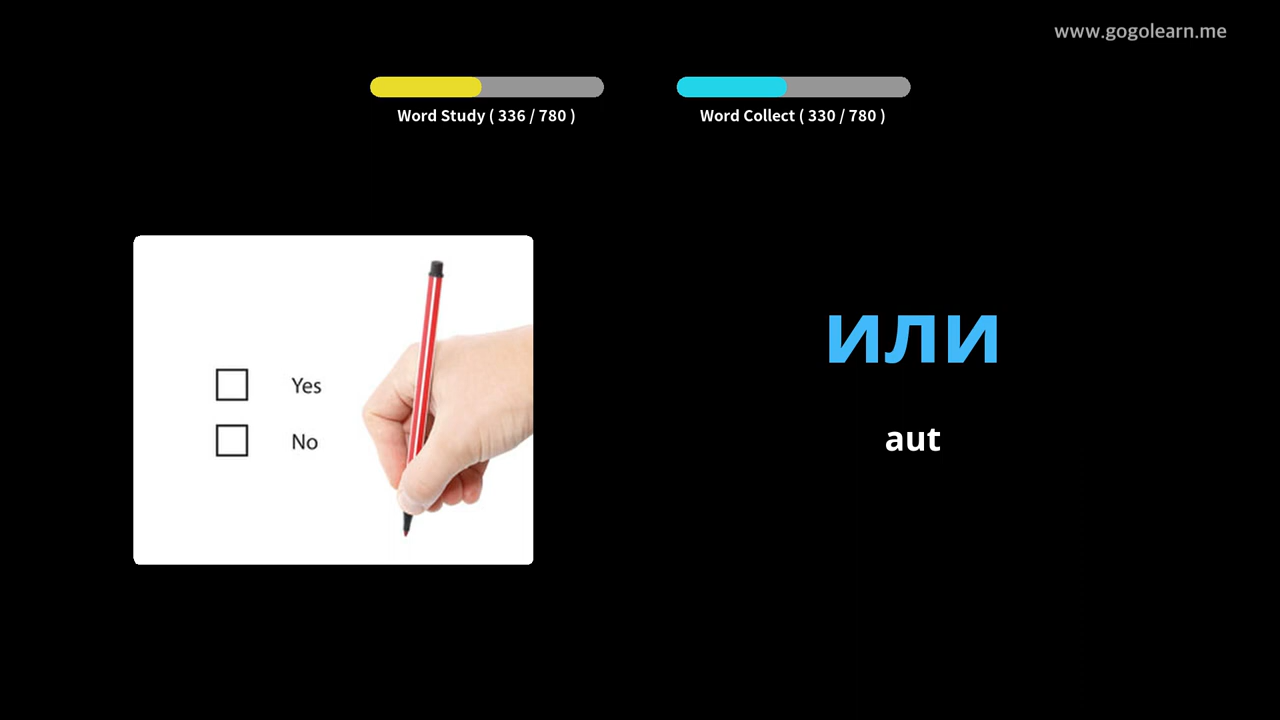 www.gogolearn.me
Word Study ( 336 / 780 )
Word Collect ( 330 / 780 )
Yes
No
или
aut